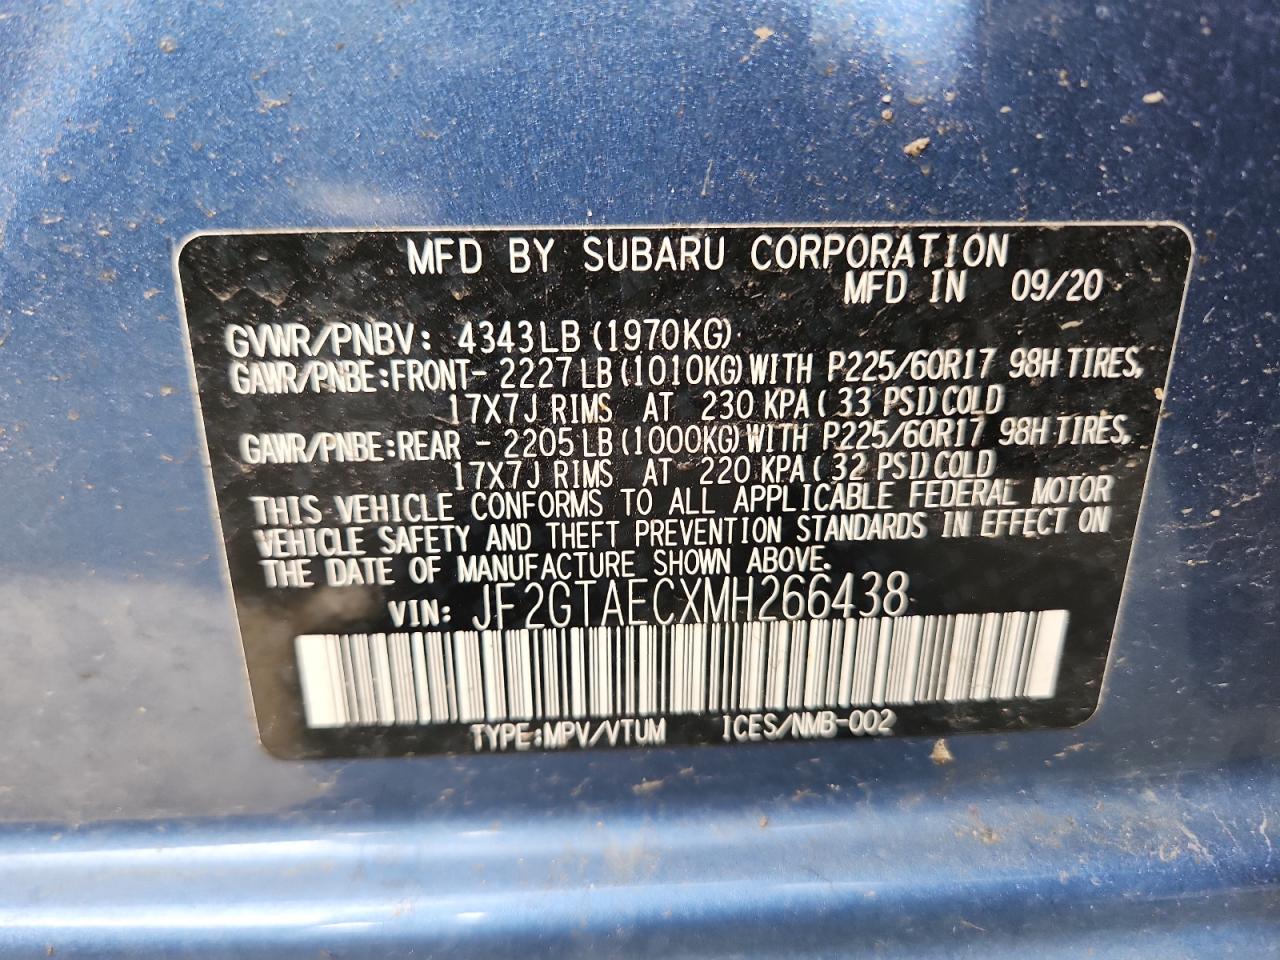 MFD BY SUBARU CORPORATION
MFD IN 09/20
GVWR/PNBV: 4343LB (1970KG)
GAWR/PNBE:FRONT- 2227 LB (1010KG) WITH P225/60R17 98H TIRES,
17X7J RIMS AT 230 KPA ( 33 PSI) COLD
GAWR/PNBE:REAR - 2205 LB (1000KG) WITH P225/60R17 98H TIRES,
17X7J RIMS AT 220 KPA ( 32 PSI) COLD
THIS VEHICLE CONFORMS TO ALL APPLICABLE FEDERAL MOTOR
VEHICLE SAFETY AND THEFT PREVENTION STANDARDS IN EFFECT ON
THE DATE OF MANUFACTURE SHOWN ABOVE.
VIN: JF2GTAECXMH266438
TYPE:MPV/VTUM ICES/NMB-002